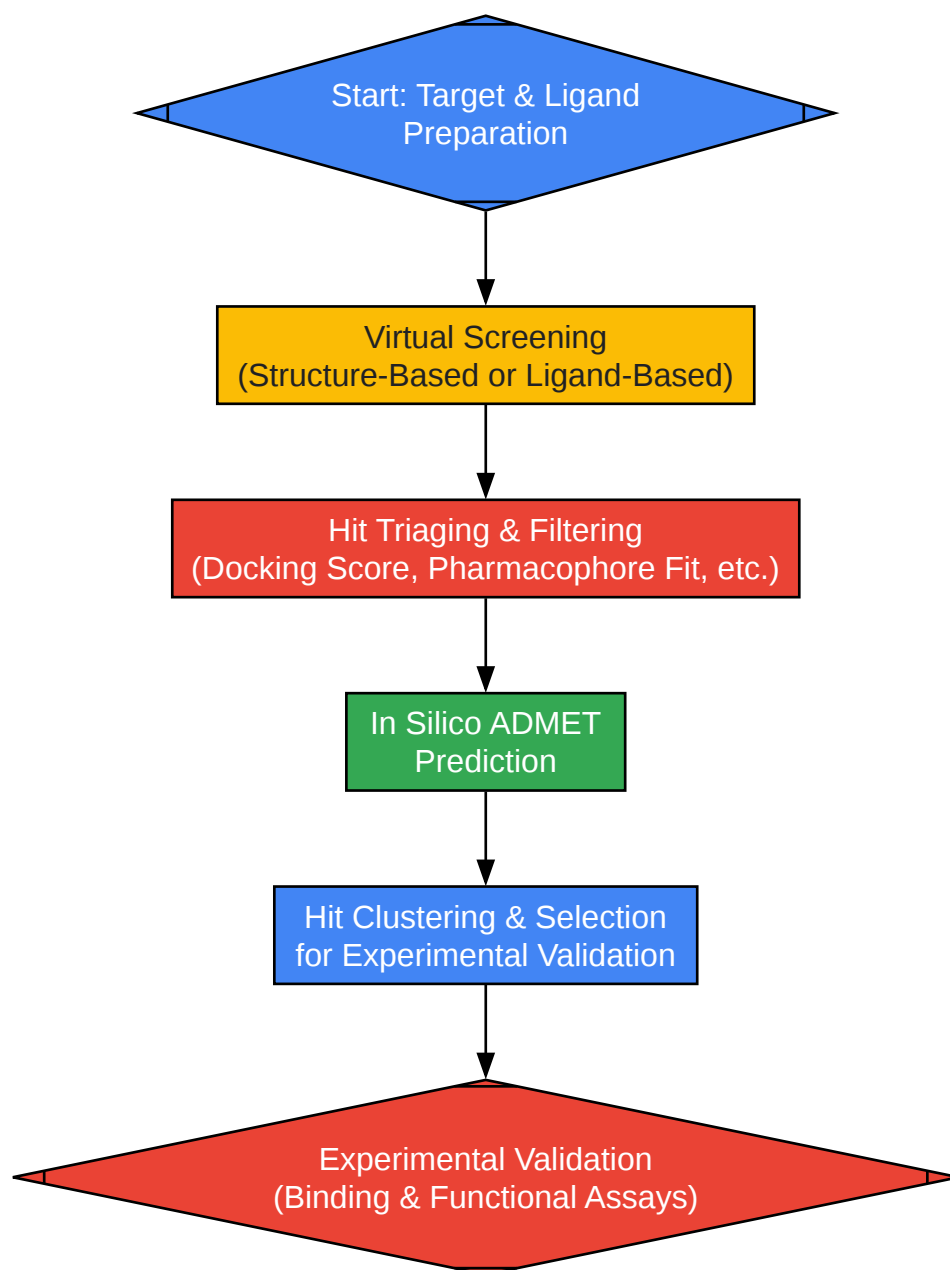 Start: Target & Ligand
Preparation
Virtual Screening
(Structure-Based or Ligand-Based)
Hit Triaging & Filtering
(Docking Score, Pharmacophore Fit, etc.)
In Silico ADMET
Prediction
Hit Clustering & Selection
for Experimental Validation
Experimental Validation
(Binding & Functional Assays)